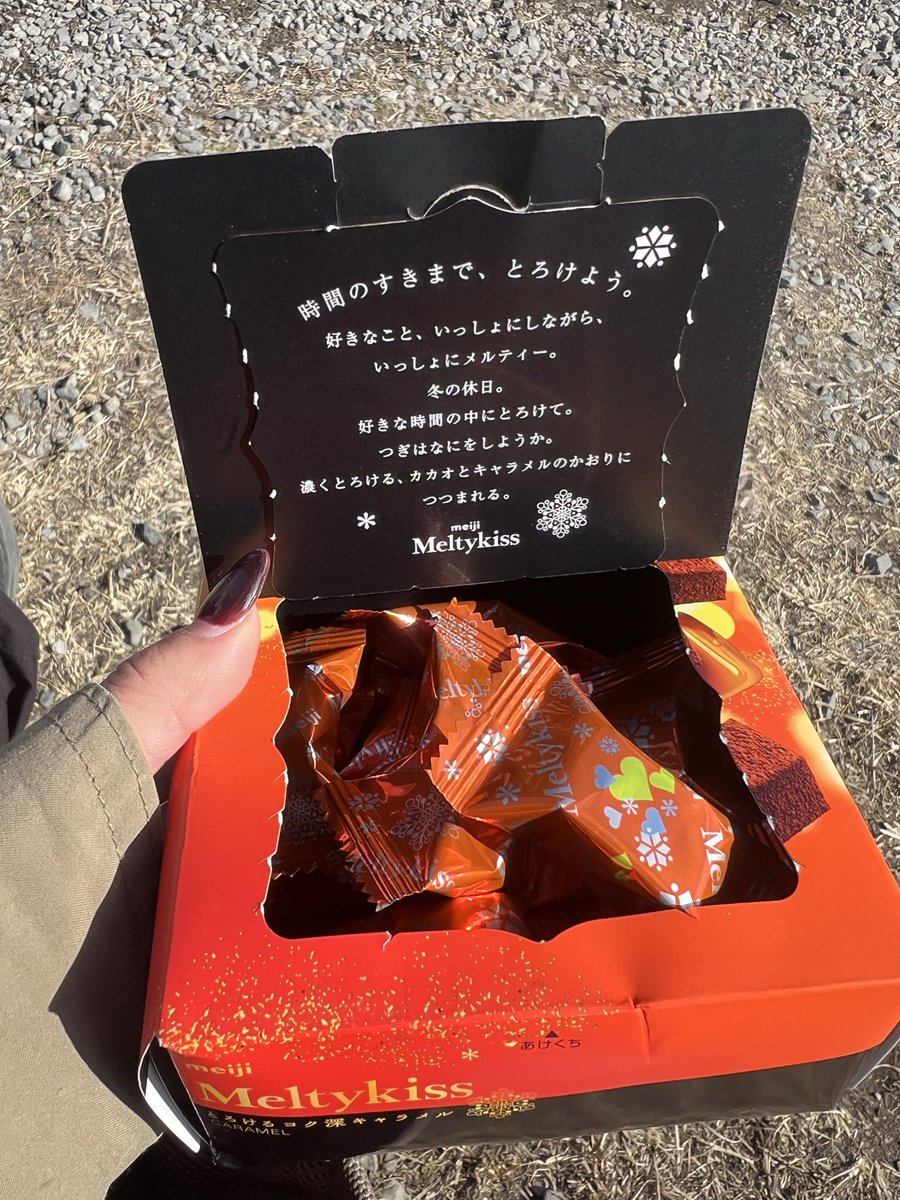 時間のすきまで、とろけよう。
好きなこと、いっしょにしながら、
いっしょにメルティー。
冬の休日。
好きな時間の中にとろけて。
つぎはなにをしようか。
濃くとろける、カカオとキャラメルのかおりに
つつまれる。
meiji
Meltykiss
eltykis
meiji
Meltykiss
Me
あけくち
meiji
Meltykiss
とろけるヨク深キャラメル
CARAMEL